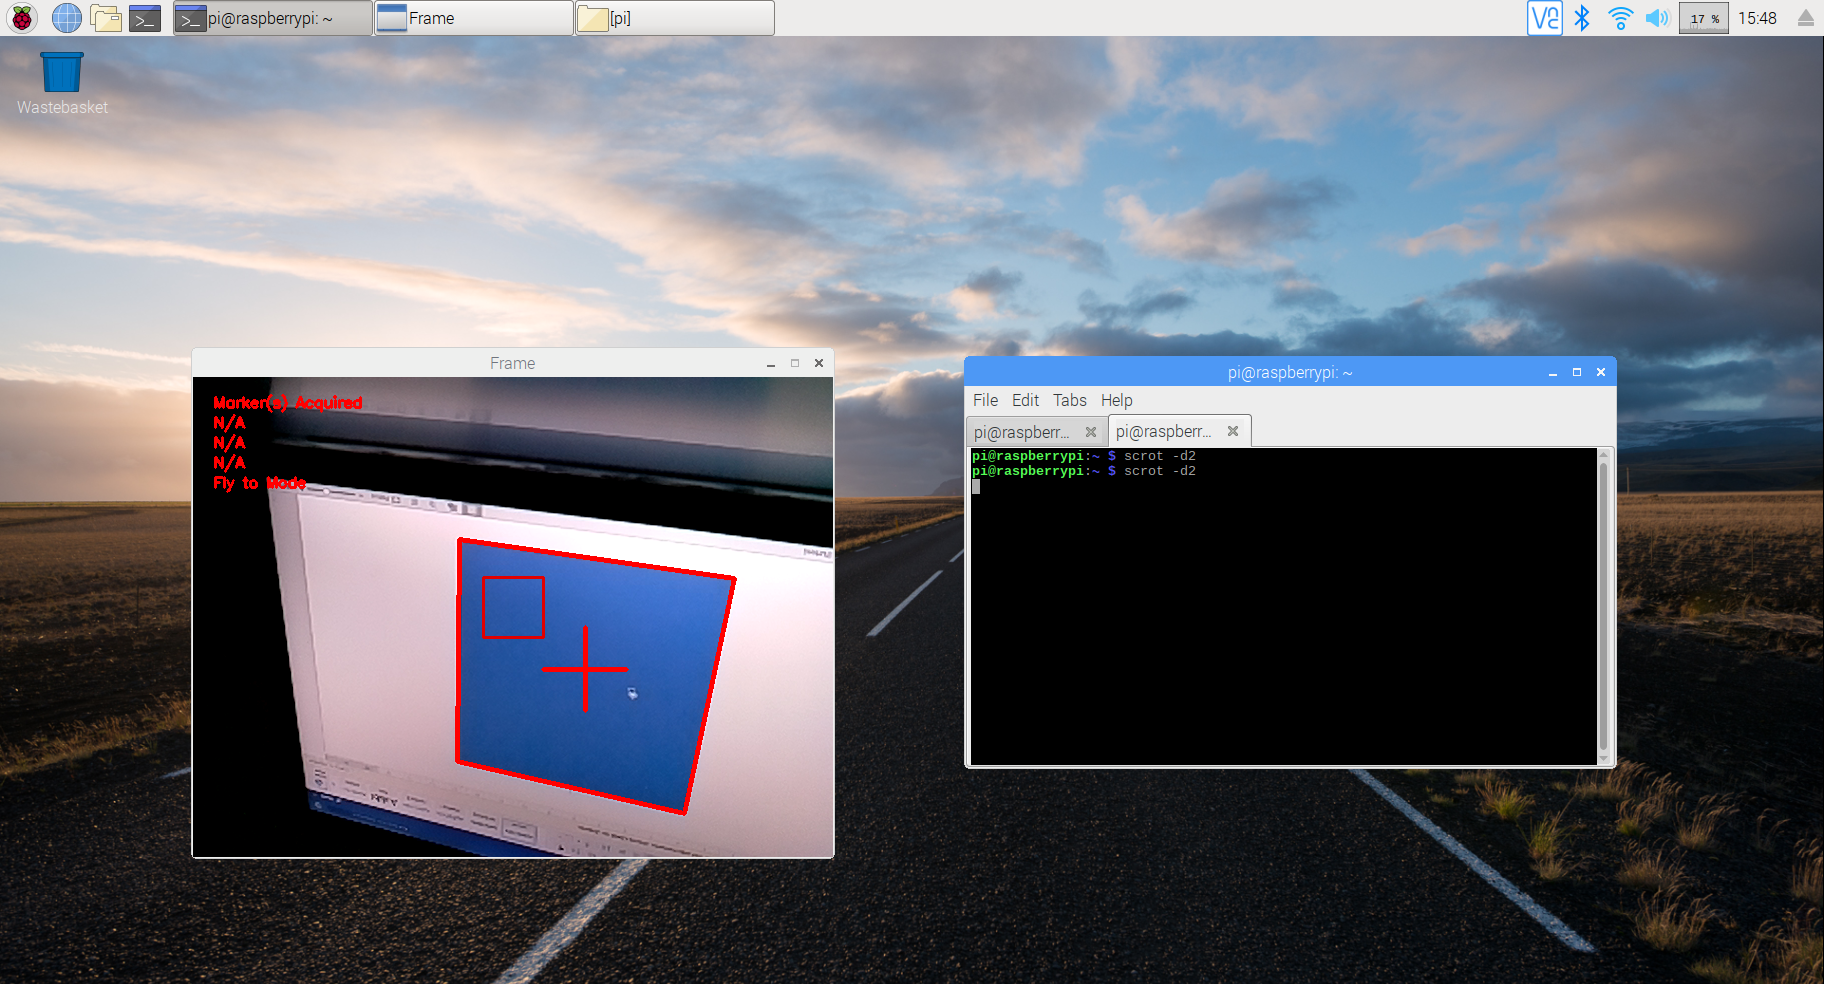 pi@raspberrypi: ~
Frame
[pi]
17 %
15:48
Wastebasket
Frame
Marker(s) Acquired
N/A
N/A
N/A
Fly to Mode
pi@raspberrypi: ~
File Edit Tabs Help
pi@raspberr...
pi@raspberr...
pi@raspberrypi:~ $ scrot -d2
pi@raspberrypi:~ $ scrot -d2